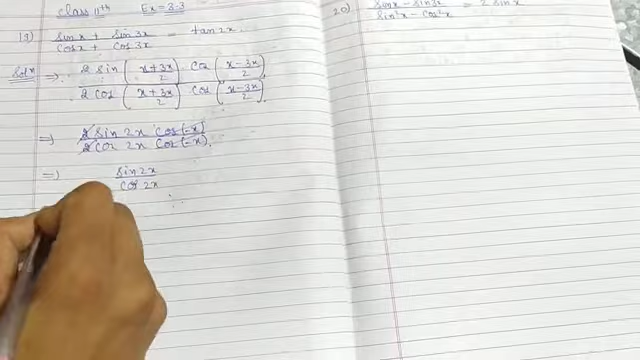 class 11th Ex = 3.3
19) sin x + sin 3x / cos x + cos 3x = tan 2x.
Soln => 2 sin (x+3x/2) cos (x-3x/2) / 2 cos (x+3x/2) cos (x-3x/2)
=> 2 sin 2x cos(-x) / 2 cos 2x cos(-x).
=> sin 2x / cos 2x
20) sin x - sin 3x / sin²x - cos²x = 2 sin x